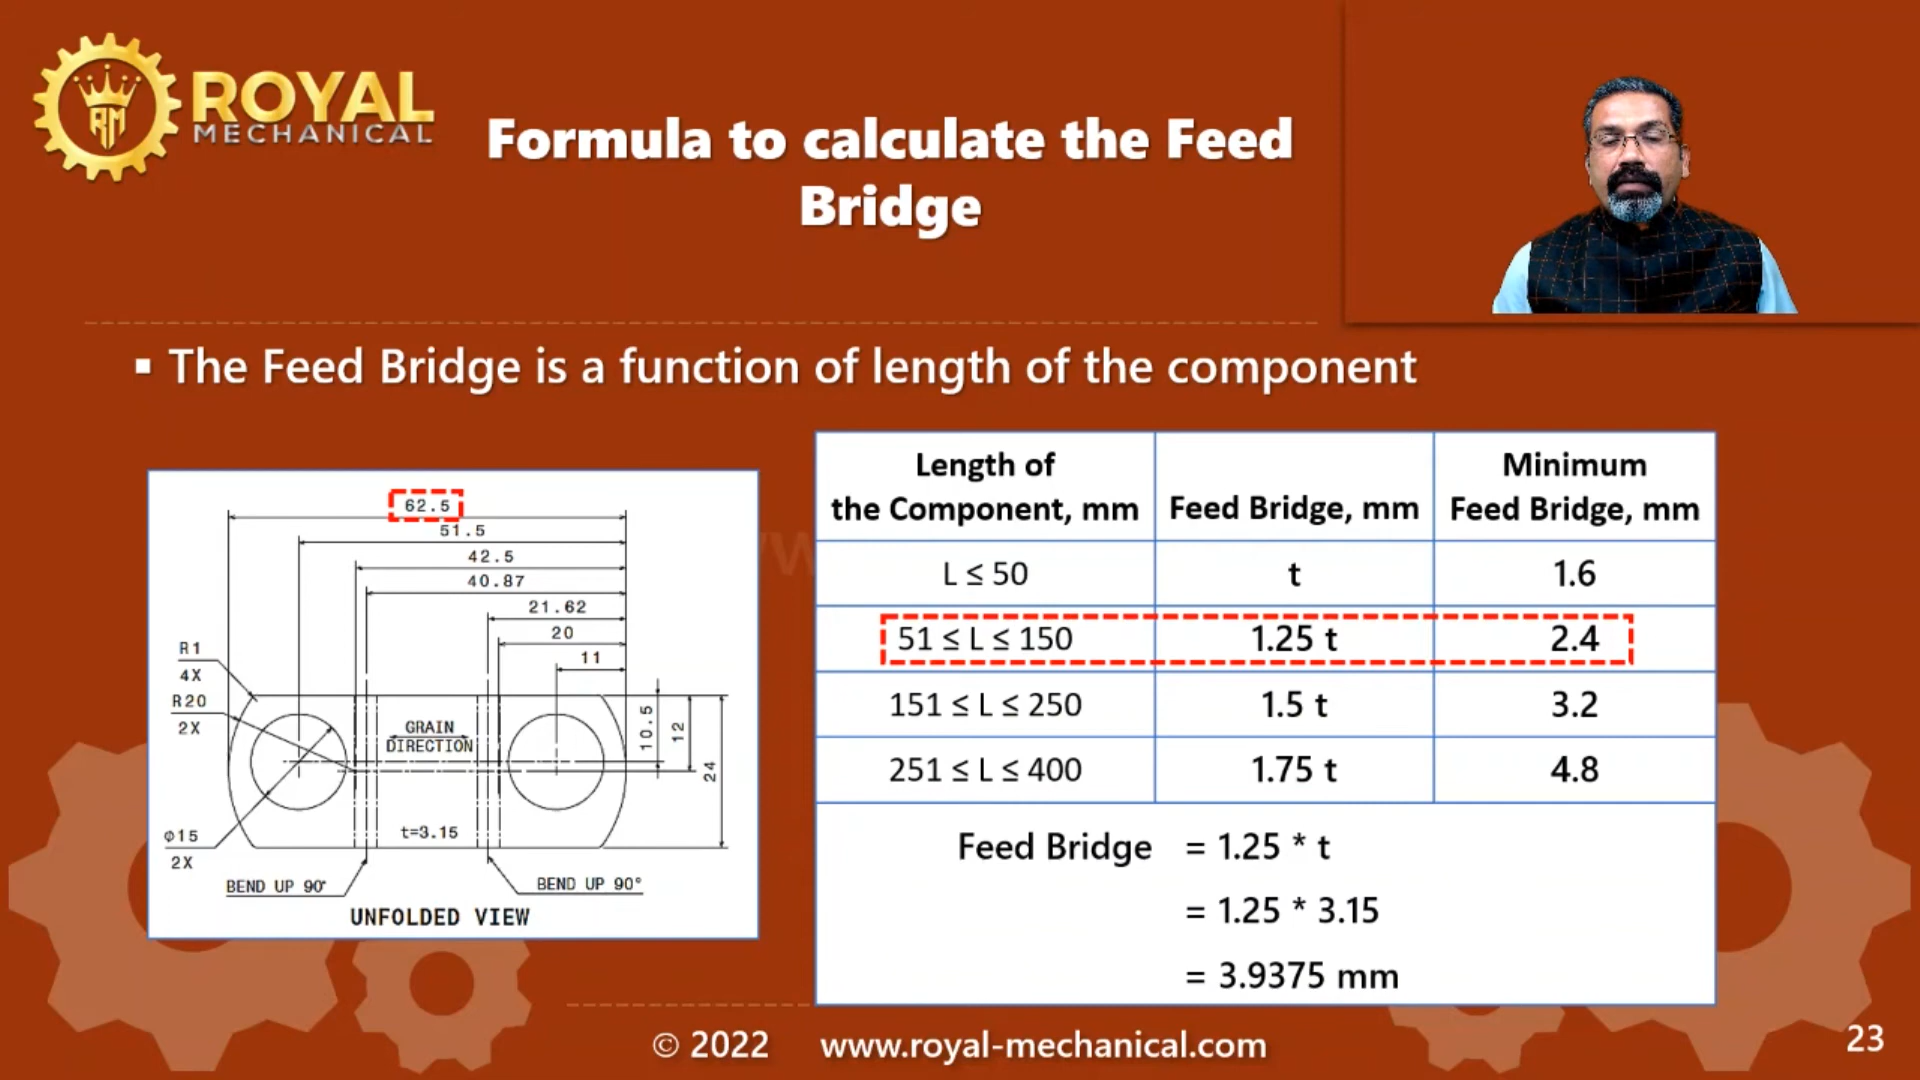 ROYAL
MECHANICAL
RM
Formula to calculate the Feed
Bridge
▪ The Feed Bridge is a function of length of the component
62.5
51.5
42.5
40.87
21.62
20
11
R1
4X
R20
2X
GRAIN
DIRECTION
10.5
12
24
t=3.15
ϕ15
2X
BEND UP 90°
BEND UP 90°
UNFOLDED VIEW
Length of
the Component, mm
Feed Bridge, mm
Minimum
Feed Bridge, mm
L ≤ 50 t 1.6
51 ≤ L ≤ 150 1.25 t 2.4
151 ≤ L ≤ 250 1.5 t 3.2
251 ≤ L ≤ 400 1.75 t 4.8
Feed Bridge = 1.25 * t
= 1.25 * 3.15
= 3.9375 mm
© 2022 www.royal-mechanical.com
23